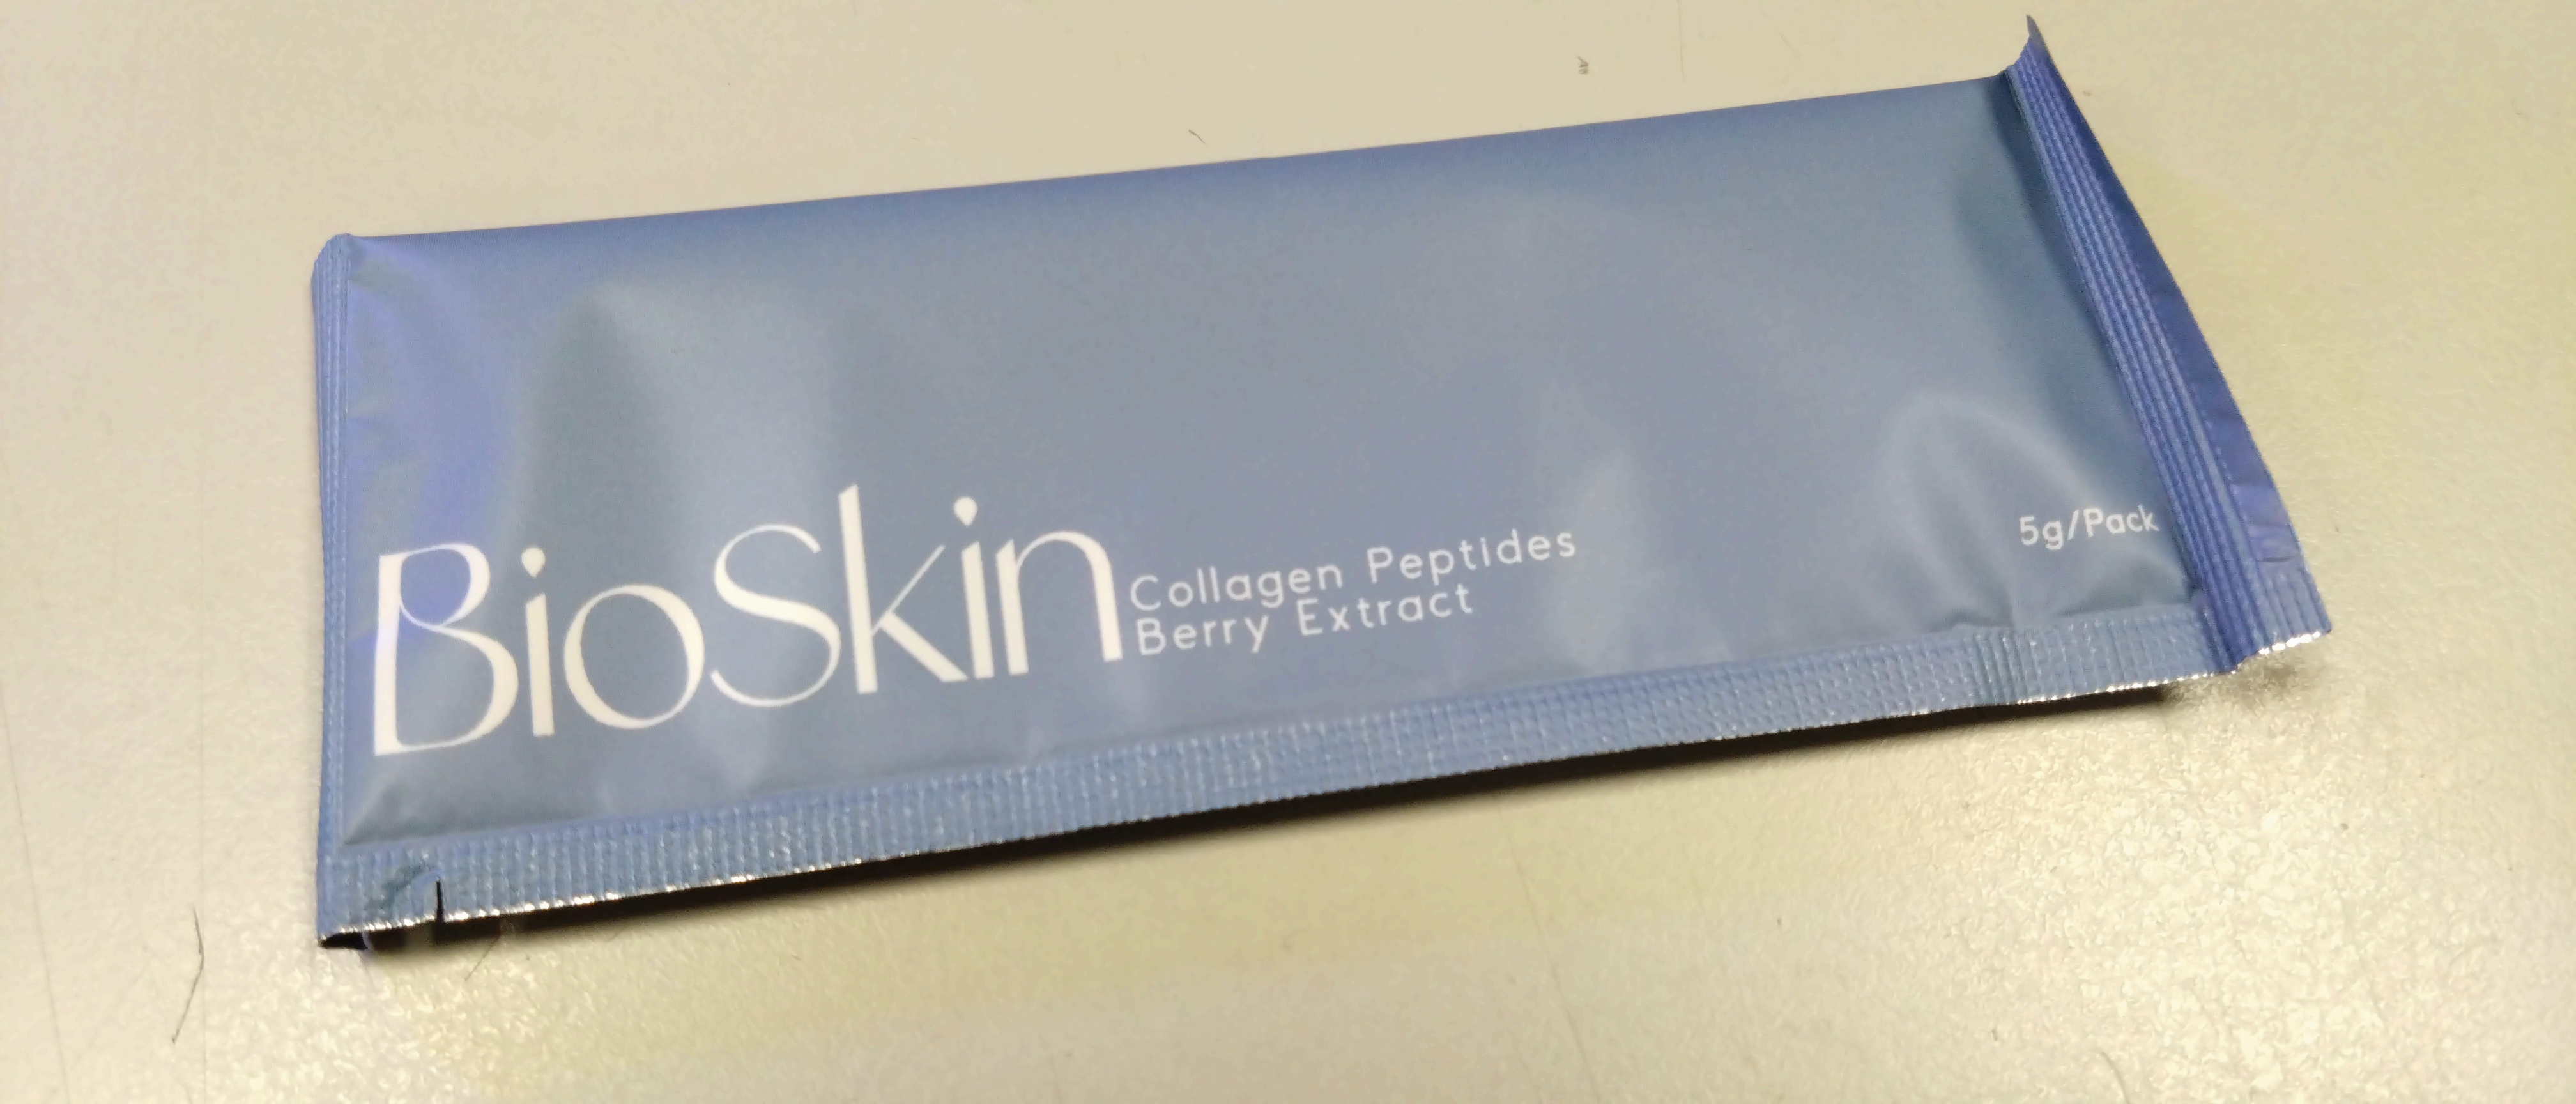 BioSkin
Collagen Peptides
Berry Extract
5g/Pack